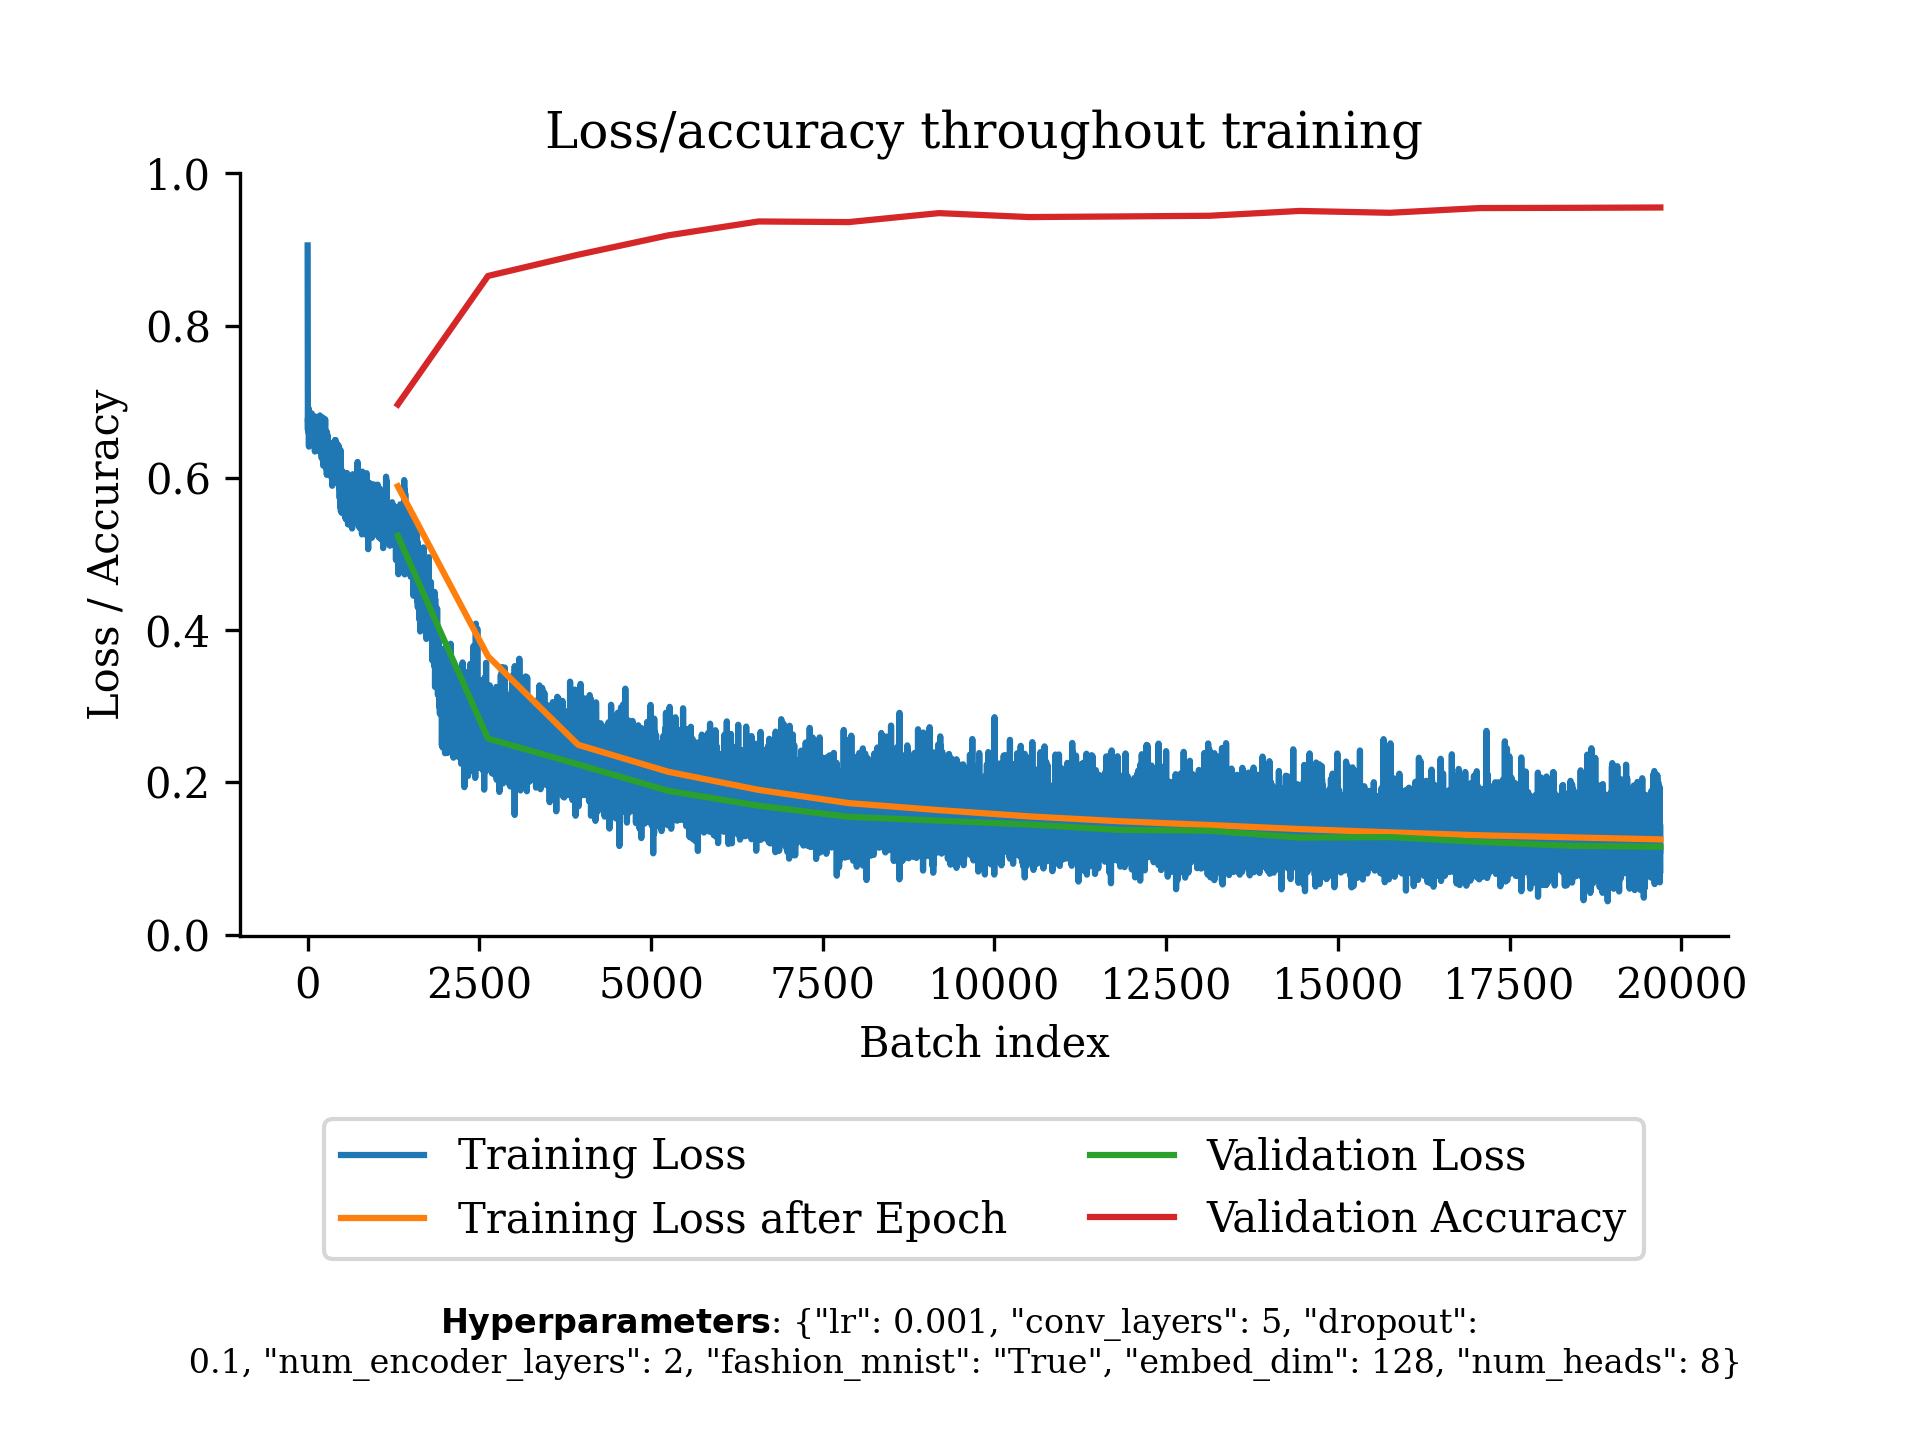 Loss/accuracy throughout training
1.0
0.8
0.6
0.4
0.2
0.0
Loss / Accuracy
0 2500 5000 7500 10000 12500 15000 17500 20000
Batch index
Training Loss
Training Loss after Epoch
Validation Loss
Validation Accuracy
Hyperparameters: {"lr": 0.001, "conv_layers": 5, "dropout":
0.1, "num_encoder_layers": 2, "fashion_mnist": "True", "embed_dim": 128, "num_heads": 8}